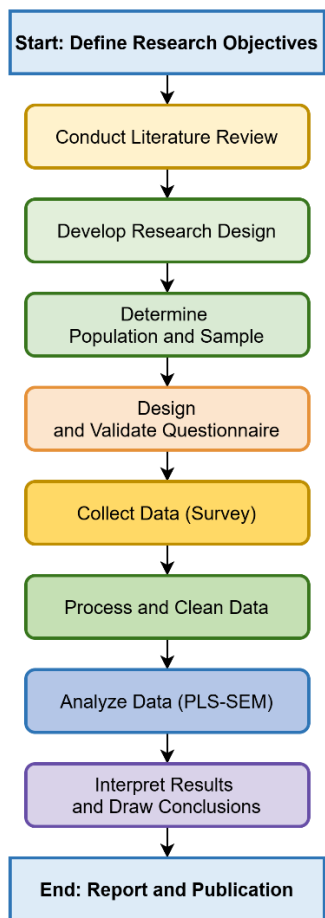 Start: Define Research Objectives
Conduct Literature Review
Develop Research Design
Determine
Population and Sample
Design
and Validate Questionnaire
Collect Data (Survey)
Process and Clean Data
Analyze Data (PLS-SEM)
Interpret Results
and Draw Conclusions
End: Report and Publication